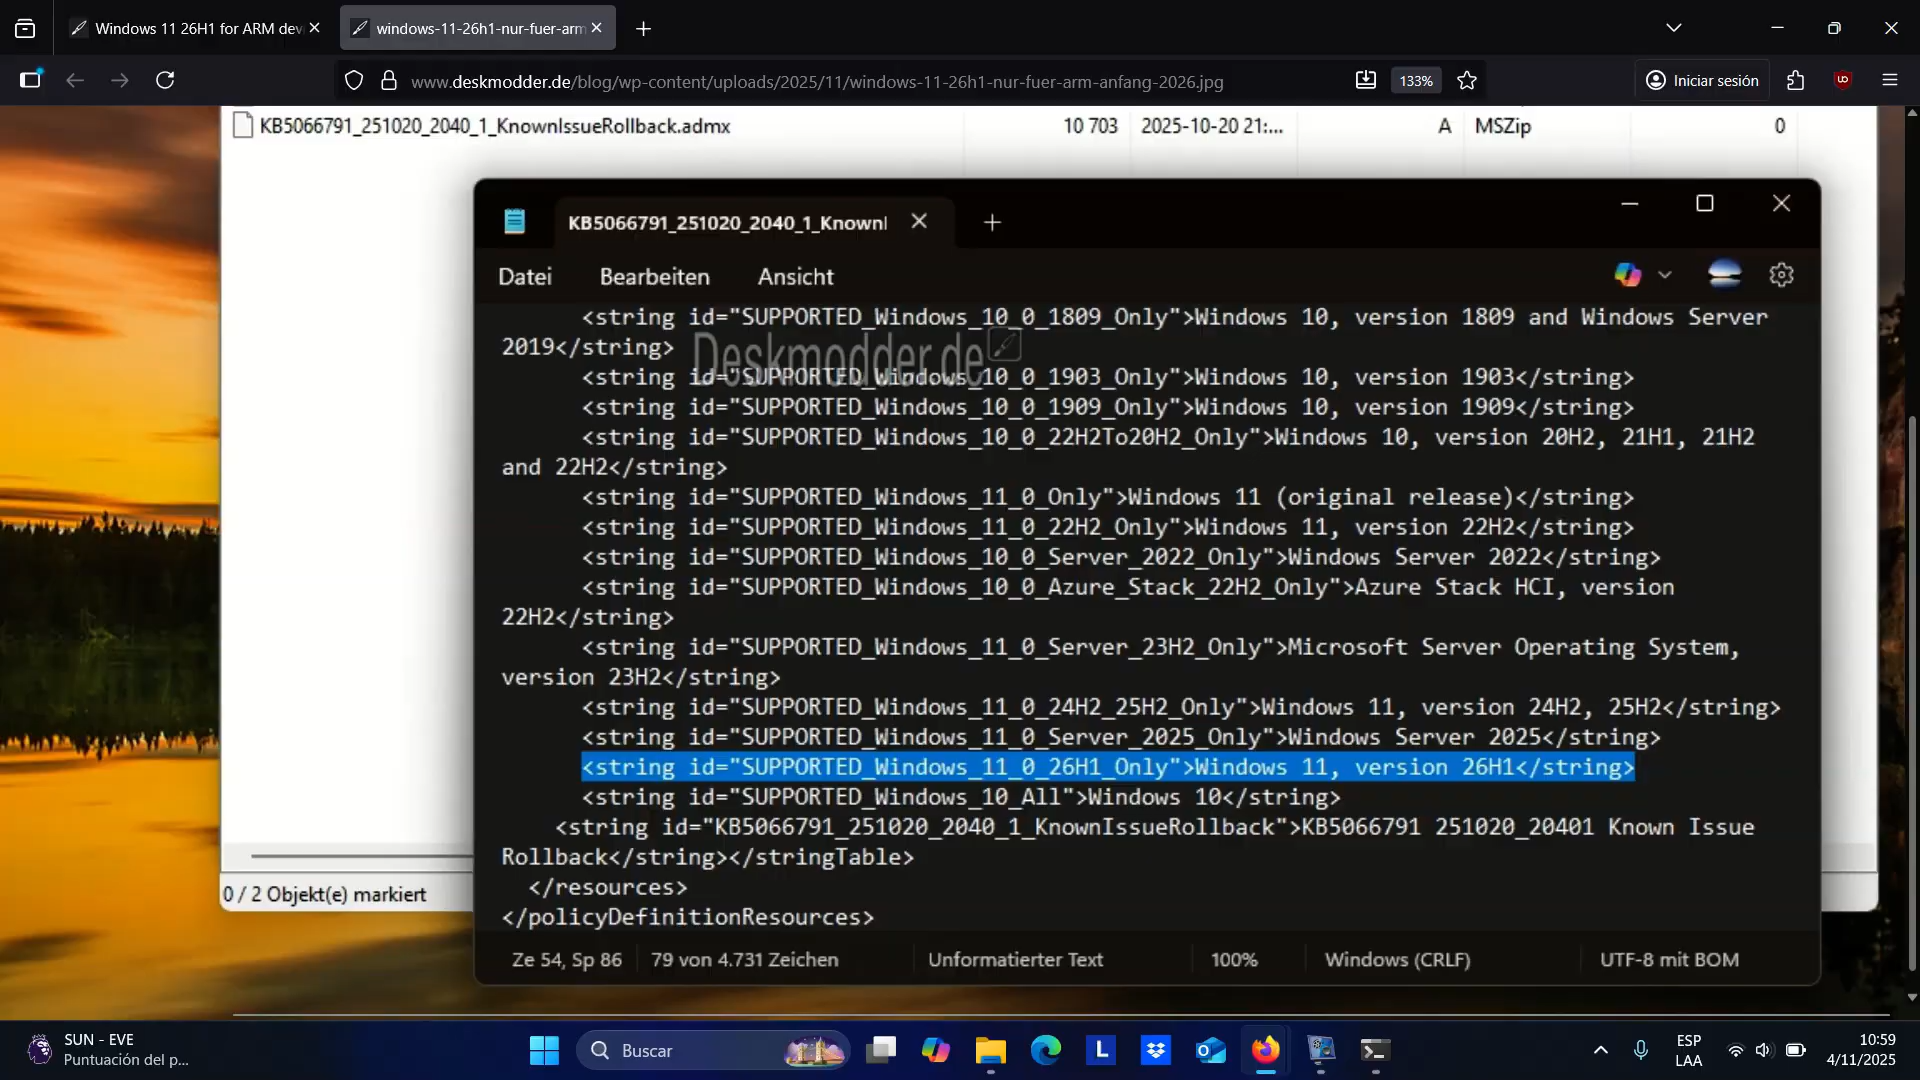 Windows 11 26H1 for ARM dev
windows-11-26h1-nur-fuer-arm
www.deskmodder.de/blog/wp-content/uploads/2025/11/windows-11-26h1-nur-fuer-arm-anfang-2026.jpg
133%
Iniciar sesión
KB5066791_251020_2040_1_KnownIssueRollback.admx 10 703 2025-10-20 21:... A MSZip 0
KB5066791_251020_2040_1_KnownI
Datei Bearbeiten Ansicht
<string id="SUPPORTED_Windows_10_0_1809_Only">Windows 10, version 1809 and Windows Server
2019</string>
Deskmodder.de
<string id="SUPPORTED_Windows_10_0_1903_Only">Windows 10, version 1903</string>
<string id="SUPPORTED_Windows_10_0_1909_Only">Windows 10, version 1909</string>
<string id="SUPPORTED_Windows_10_0_22H2To20H2_Only">Windows 10, version 20H2, 21H1, 21H2
and 22H2</string>
<string id="SUPPORTED_Windows_11_0_Only">Windows 11 (original release)</string>
<string id="SUPPORTED_Windows_11_0_22H2_Only">Windows 11, version 22H2</string>
<string id="SUPPORTED_Windows_10_0_Server_2022_Only">Windows Server 2022</string>
<string id="SUPPORTED_Windows_10_0_Azure_Stack_22H2_Only">Azure Stack HCI, version
22H2</string>
<string id="SUPPORTED_Windows_11_0_Server_23H2_Only">Microsoft Server Operating System,
version 23H2</string>
<string id="SUPPORTED_Windows_11_0_24H2_25H2_Only">Windows 11, version 24H2, 25H2</string>
<string id="SUPPORTED_Windows_11_0_Server_2025_Only">Windows Server 2025</string>
<string id="SUPPORTED_Windows_11_0_26H1_Only">Windows 11, version 26H1</string>
<string id="SUPPORTED_Windows_10_All">Windows 10</string>
<string id="KB5066791_251020_2040_1_KnownIssueRollback">KB5066791 251020_20401 Known Issue
Rollback</string></stringTable>
</resources>
</policyDefinitionResources>
0 / 2 Objekt(e) markiert
Ze 54, Sp 86 79 von 4.731 Zeichen Unformatierter Text 100% Windows (CRLF) UTF-8 mit BOM
SUN - EVE
Puntuación del p...
Buscar
L
ESP
LAA
10:59
4/11/2025